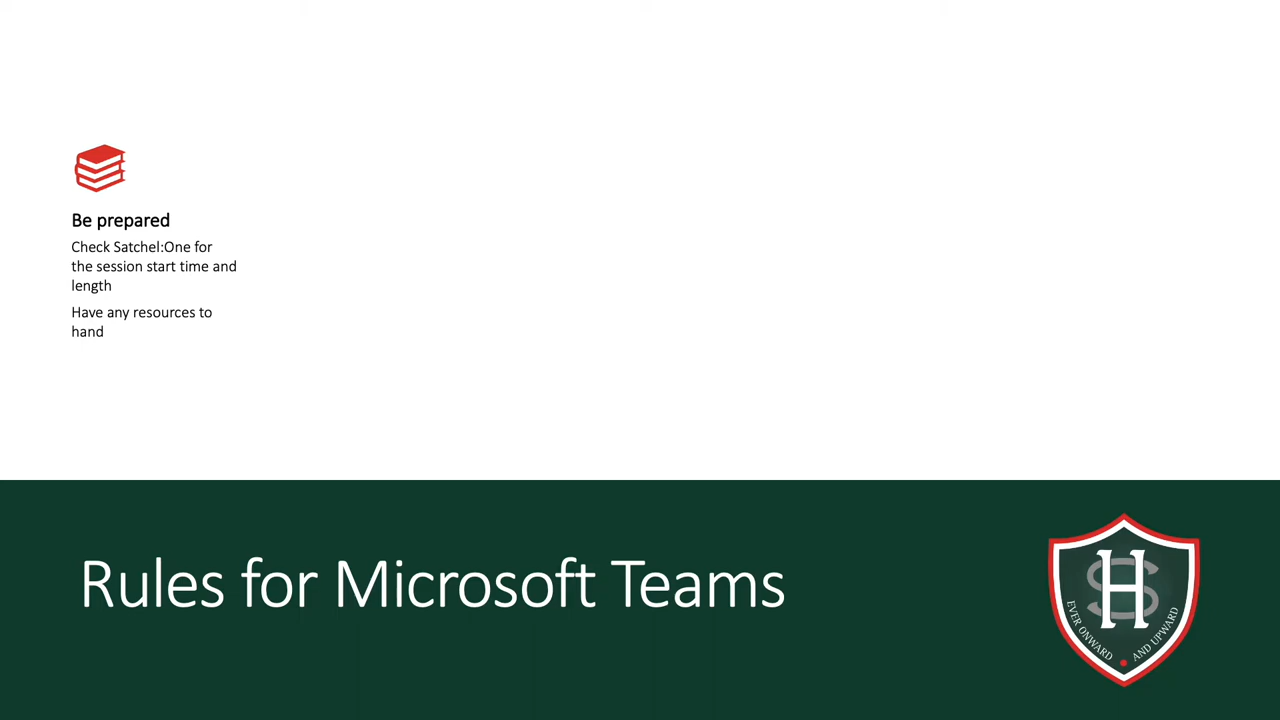 Be prepared
Check Satchel:One for
the session start time and
length
Have any resources to
hand
Rules for Microsoft Teams
HS
EVER ONWARD AND UPWARD